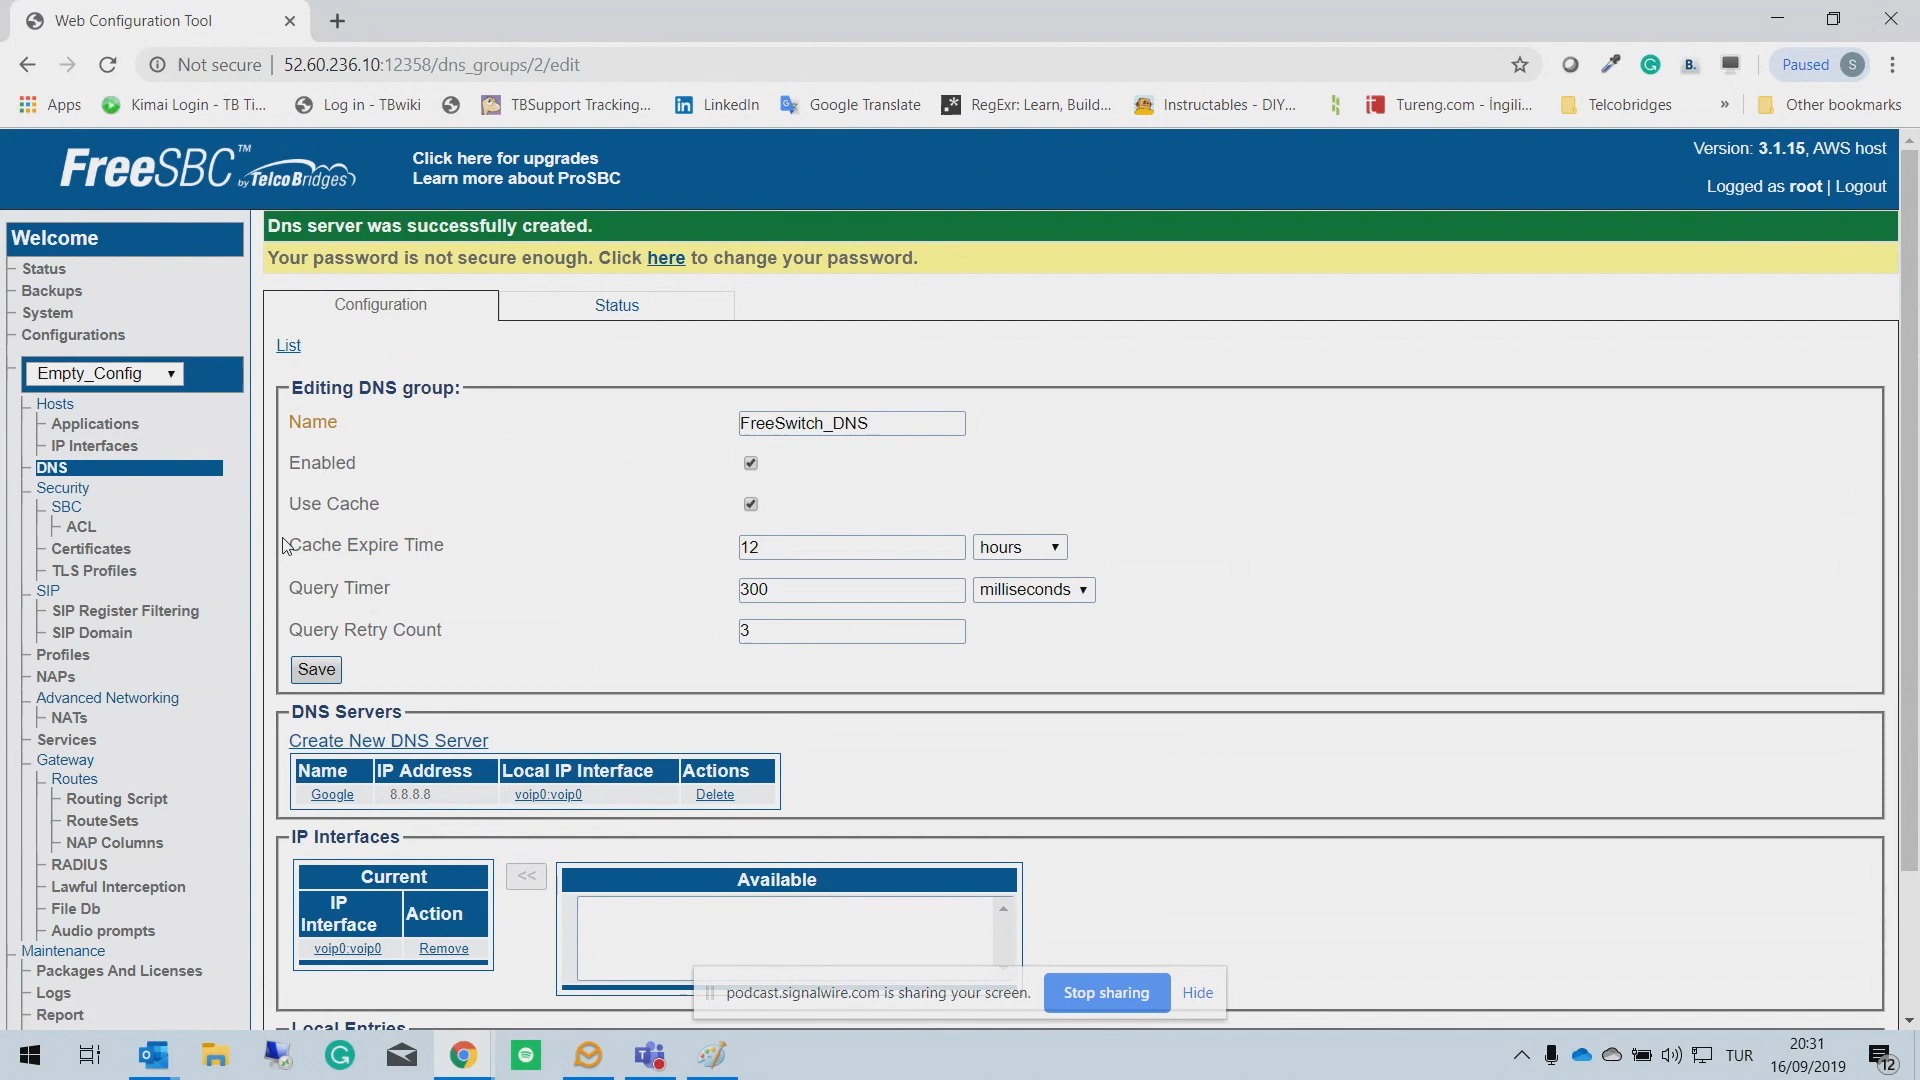 Web Configuration Tool
Not secure | 52.60.236.10:12358/dns_groups/2/edit
Paused S
Apps Kimai Login - TB Ti... Log in - TBwiki TBSupport Tracking... LinkedIn Google Translate RegExr: Learn, Build... Instructables - DIY... Tureng.com - İngili... Telcobridges » Other bookmarks
FreeSBC™ by TelcoBridges
Click here for upgrades
Learn more about ProSBC
Version: 3.1.15, AWS host
Logged as root | Logout
Welcome
Status
Backups
System
Configurations
Empty_Config
Hosts
Applications
IP Interfaces
DNS
Security
SBC
ACL
Certificates
TLS Profiles
SIP
SIP Register Filtering
SIP Domain
Profiles
NAPs
Advanced Networking
NATs
Services
Gateway
Routes
Routing Script
RouteSets
NAP Columns
RADIUS
Lawful Interception
File Db
Audio prompts
Maintenance
Packages And Licenses
Logs
Report
Dns server was successfully created.
Your password is not secure enough. Click here to change your password.
Configuration Status
List
Editing DNS group:
Name FreeSwitch_DNS
Enabled
Use Cache
Cache Expire Time 12 hours
Query Timer 300 milliseconds
Query Retry Count 3
Save
DNS Servers
Create New DNS Server
Name IP Address Local IP Interface Actions
Google 8.8.8.8 voip0:voip0 Delete
IP Interfaces
Current << Available
IP Interface Action
voip0:voip0 Remove
podcast.signalwire.com is sharing your screen. Stop sharing Hide
Local Entries
TUR
20:31
16/09/2019
12